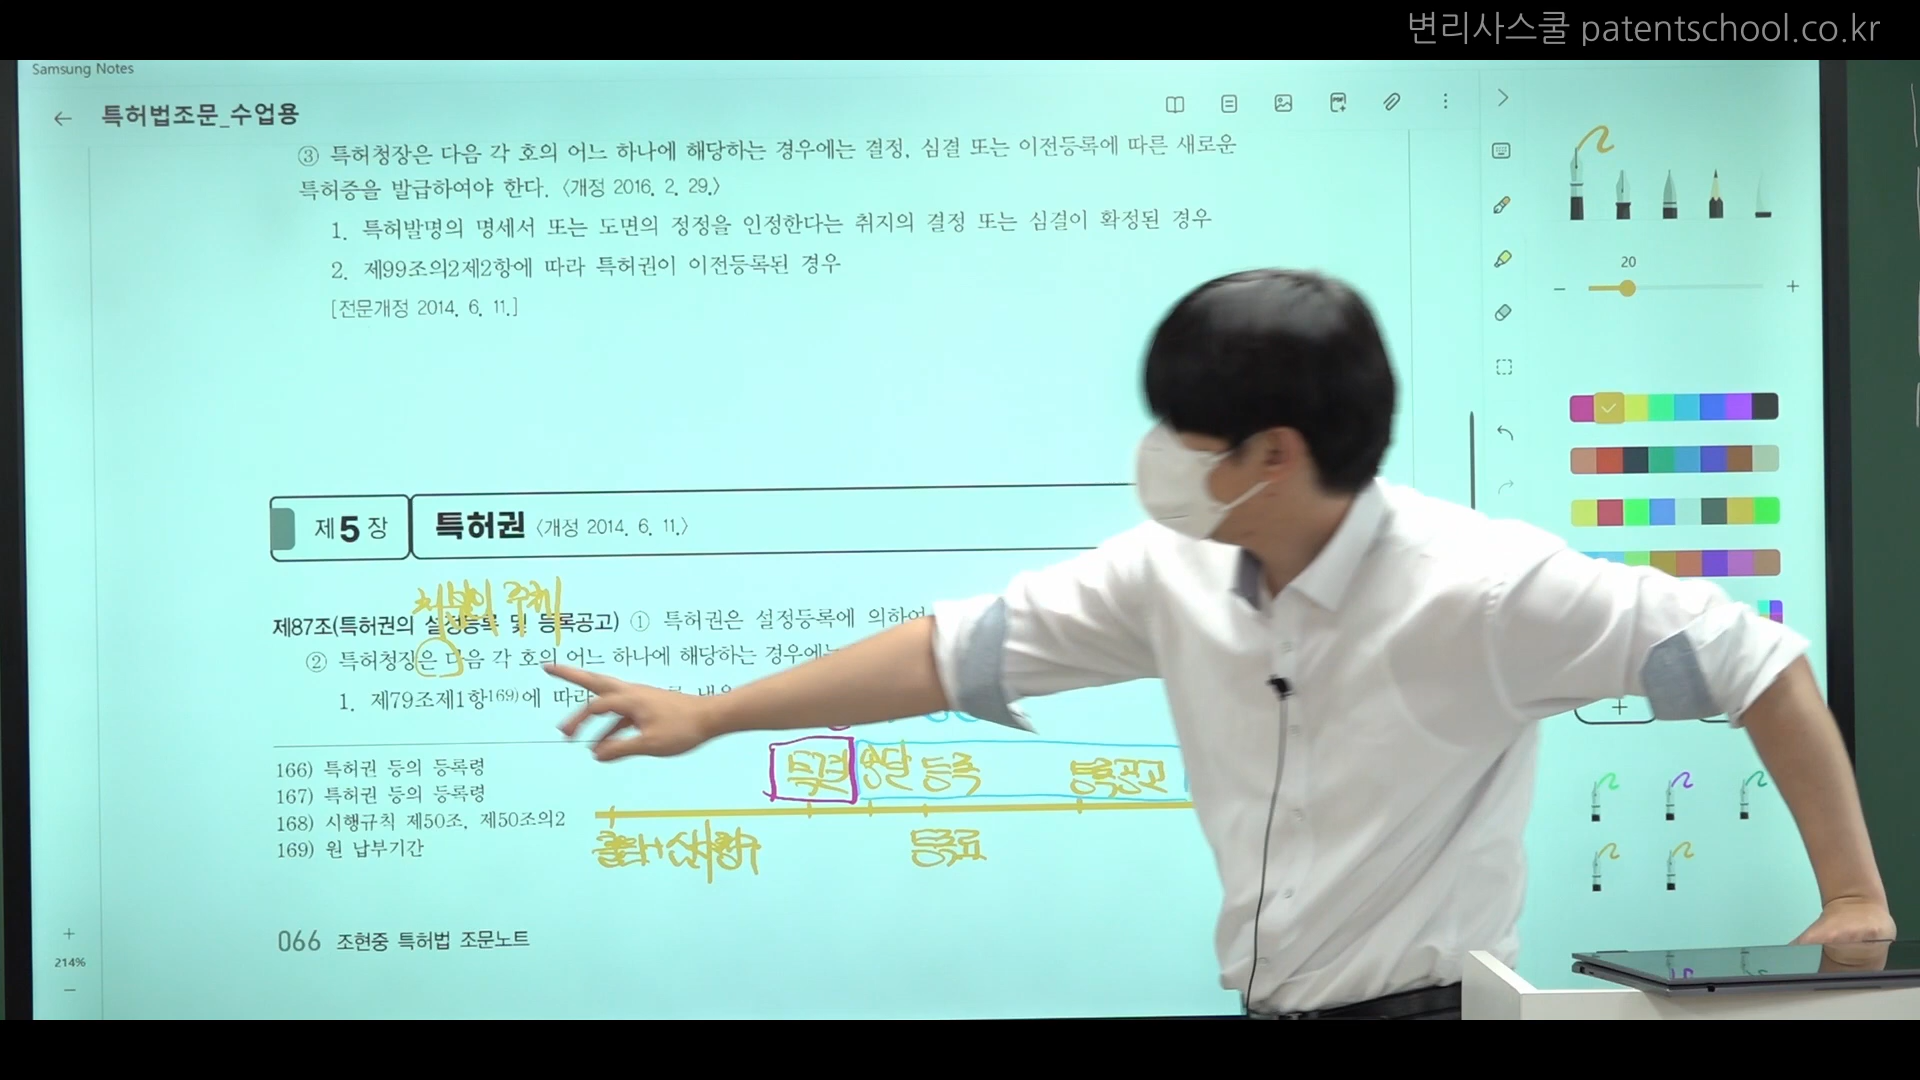 변리사스쿨 patentschool.co.kr
Samsung Notes
특허법조문_수업용
③ 특허청장은 다음 각 호의 어느 하나에 해당하는 경우에는 결정, 심결 또는 이전등록에 따른 새로운
특허증을 발급하여야 한다. <개정 2016. 2. 29.>
1. 특허발명의 명세서 또는 도면의 정정을 인정한다는 취지의 결정 또는 심결이 확정된 경우
2. 제99조의2제2항에 따라 특허권이 이전등록된 경우
[전문개정 2014. 6. 11.]
20
제5장 특허권 <개정 2014. 6. 11.>
처분의 주체
제87조(특허권의 설정등록 및 등록공고) ① 특허권은 설정등록에 의하여
② 특허청장은 다음 각 호의 어느 하나에 해당하는 경우에는
1. 제79조제1항169)에 따라
특결 송달 등록 등록공고
출원 심사청구 등록료
166) 특허권 등의 등록령
167) 특허권 등의 등록령
168) 시행규칙 제50조, 제50조의2
169) 원 납부기간
066 조현중 특허법 조문노트
214%